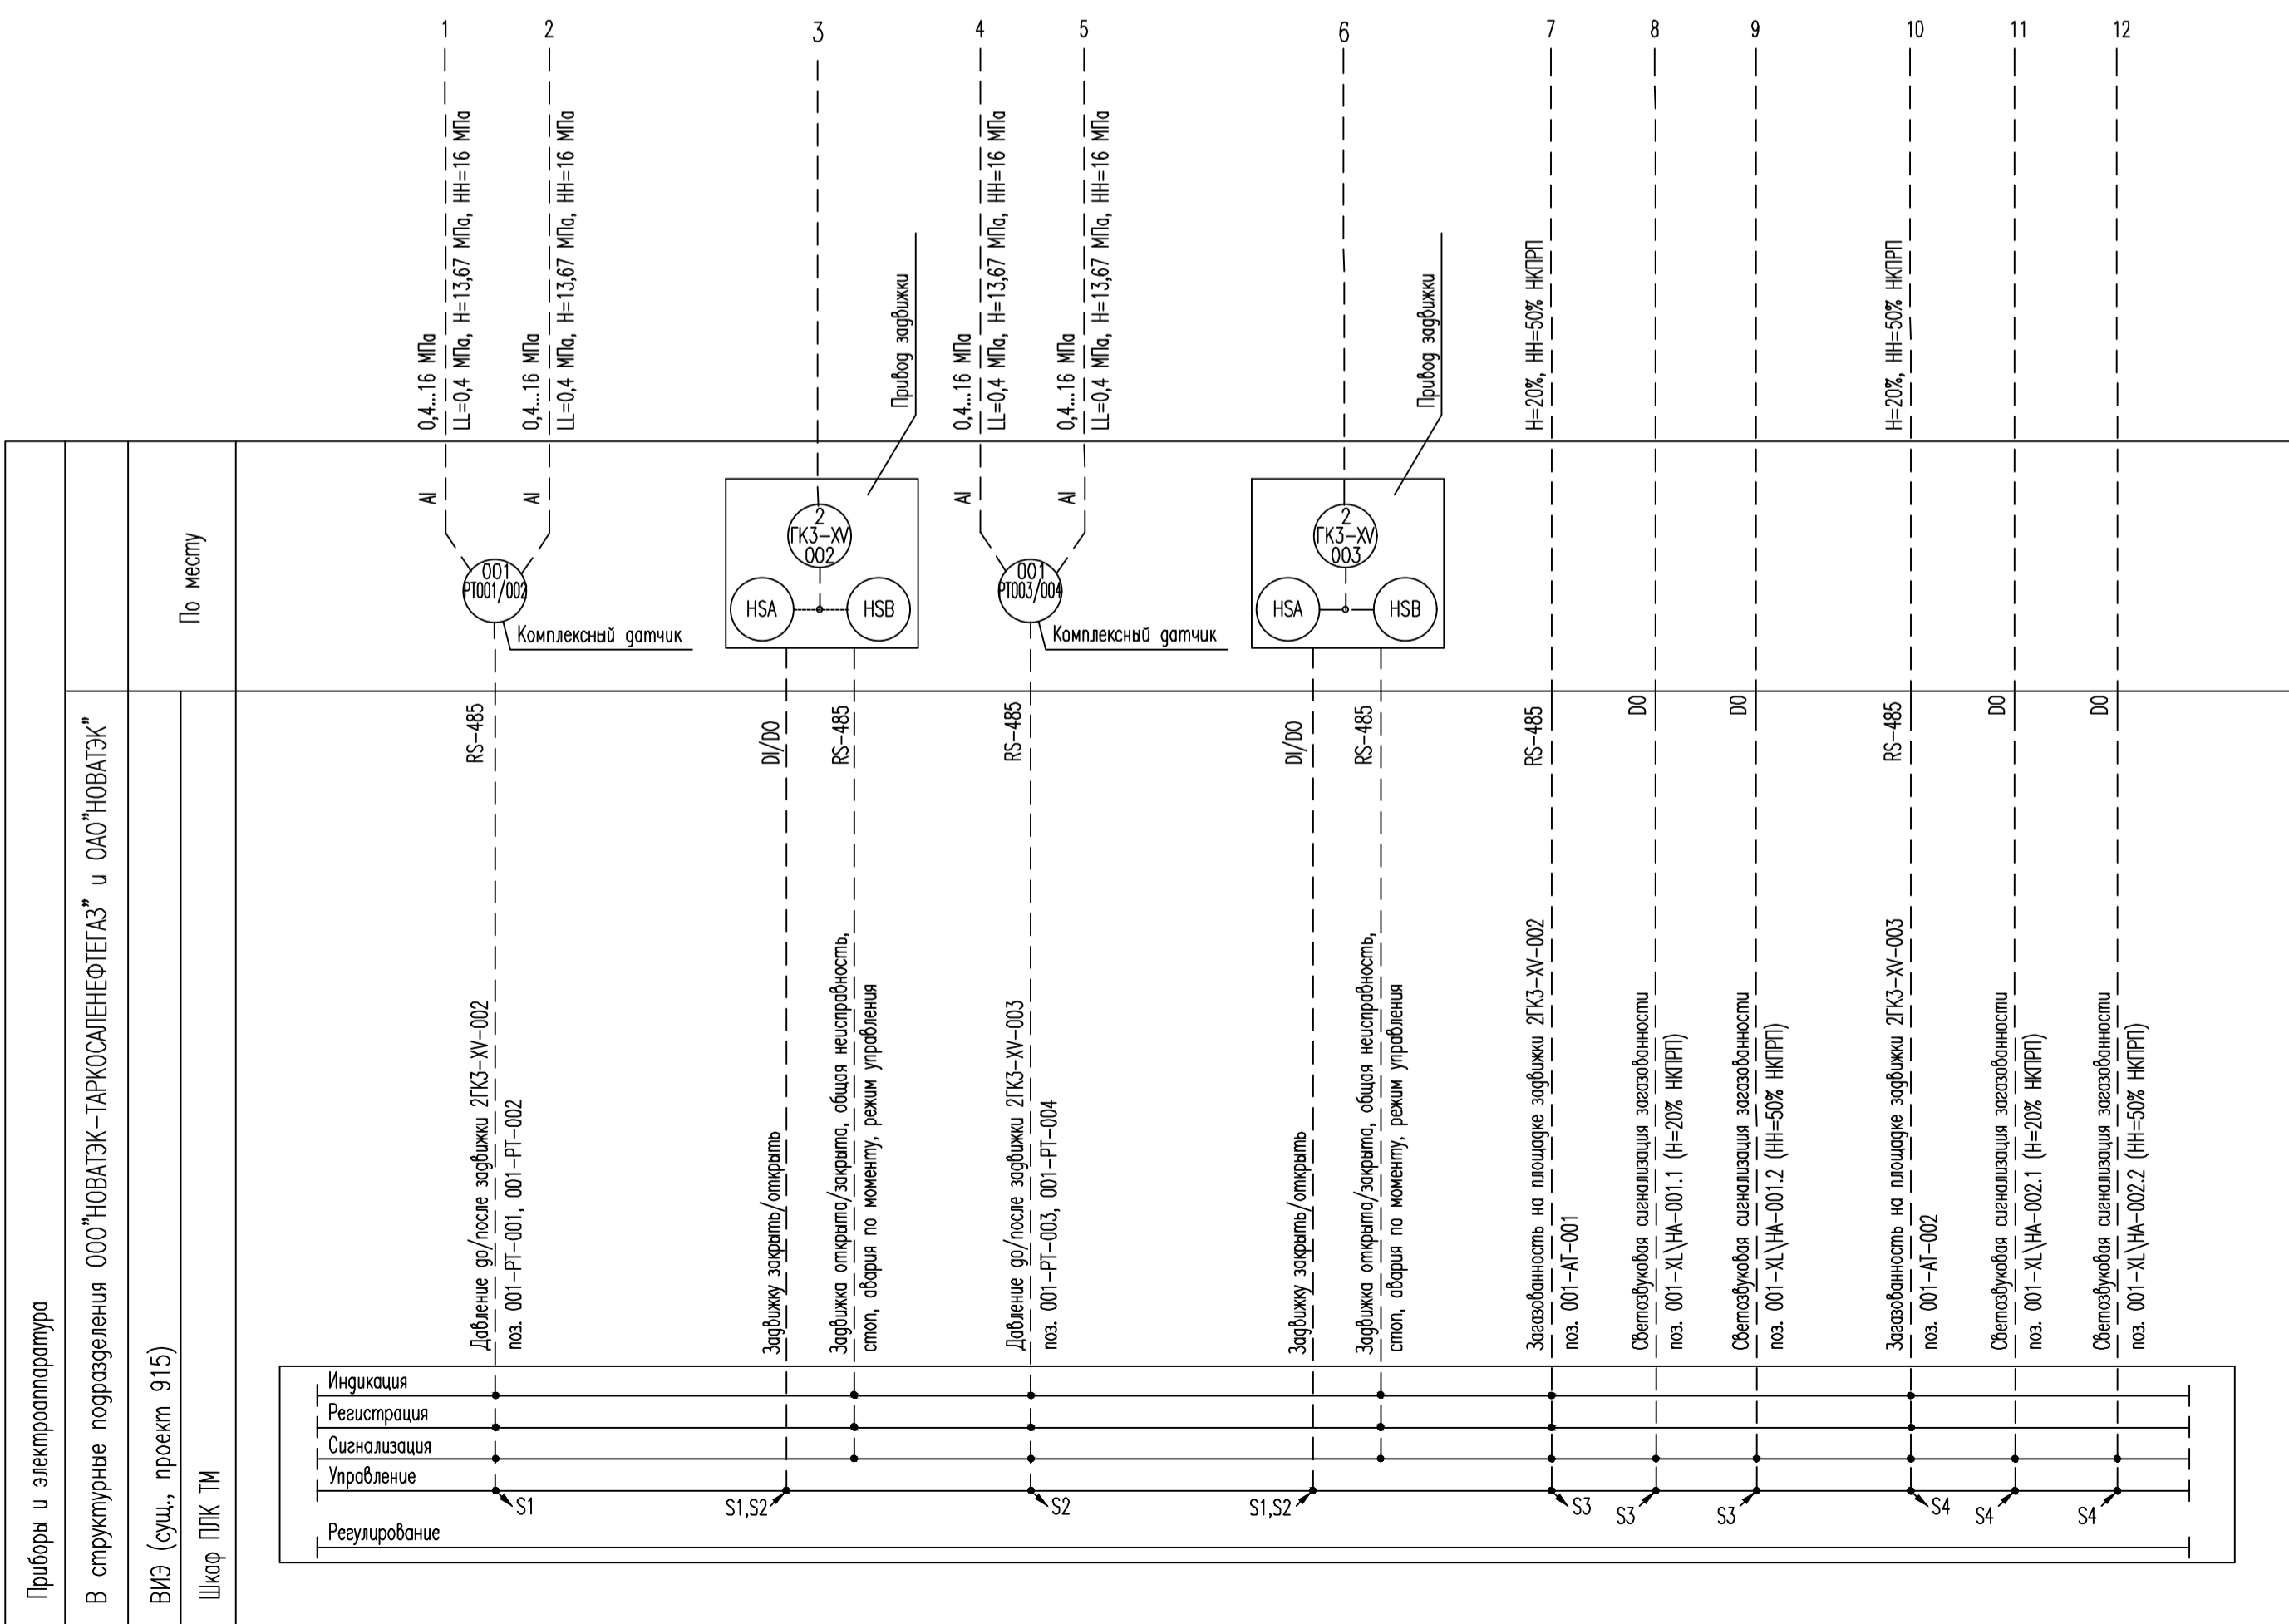 1
2
3
4
5
6
7
8
9
10
11
12
0,4...16 МПа
LL=0,4 МПа, Н=13,67 МПа, НН=16 МПа
0,4...16 МПа
LL=0,4 МПа, Н=13,67 МПа, НН=16 МПа
Привод задвижки
0,4...16 МПа
LL=0,4 МПа, Н=13,67 МПа, НН=16 МПа
0,4...16 МПа
LL=0,4 МПа, Н=13,67 МПа, НН=16 МПа
Привод задвижки
Н=20%, НН=50% НКПРП
Н=20%, НН=50% НКПРП
Приборы и электроаппаратура
По месту
В структурные подразделения ООО"НОВАТЭК-ТАРКОСАЛЕНЕФТЕГАЗ" и ОАО"НОВАТЭК"
ВИЭ (сущ., проект 915)
Шкаф ПЛК ТМ
AI
AI
001
PT001/002
Комплексный датчик
2
ГКЗ-XV
002
HSA
HSB
AI
AI
001
PT003/004
Комплексный датчик
2
ГКЗ-XV
003
HSA
HSB
RS-485
DI/DO
RS-485
RS-485
DI/DO
RS-485
RS-485
DO
DO
RS-485
DO
DO
Давление до/после задвижки 2ГКЗ-XV-002
поз. 001-PT-001, 001-PT-002
Задвижку закрыть/открыть
Задвижка открыта/закрыта, общая неисправность,
стоп, авария по моменту, режим управления
Давление до/после задвижки 2ГКЗ-XV-003
поз. 001-PT-003, 001-PT-004
Задвижку закрыть/открыть
Задвижка открыта/закрыта, общая неисправность,
стоп, авария по моменту, режим управления
Загазованность на площадке задвижки 2ГКЗ-XV-002
поз. 001-AT-001
Светозвуковая сигнализация загазованности
поз. 001-XL\HA-001.1 (Н=20% НКПРП)
Светозвуковая сигнализация загазованности
поз. 001-XL\HA-001.2 (НН=50% НКПРП)
Загазованность на площадке задвижки 2ГКЗ-XV-003
поз. 001-AT-002
Светозвуковая сигнализация загазованности
поз. 001-XL\HA-002.1 (Н=20% НКПРП)
Светозвуковая сигнализация загазованности
поз. 001-XL\HA-002.2 (НН=50% НКПРП)
Индикация
Регистрация
Сигнализация
Управление
S1
S1,S2
S2
S1,S2
S3
S3
S3
S4
S4
S4
Регулирование